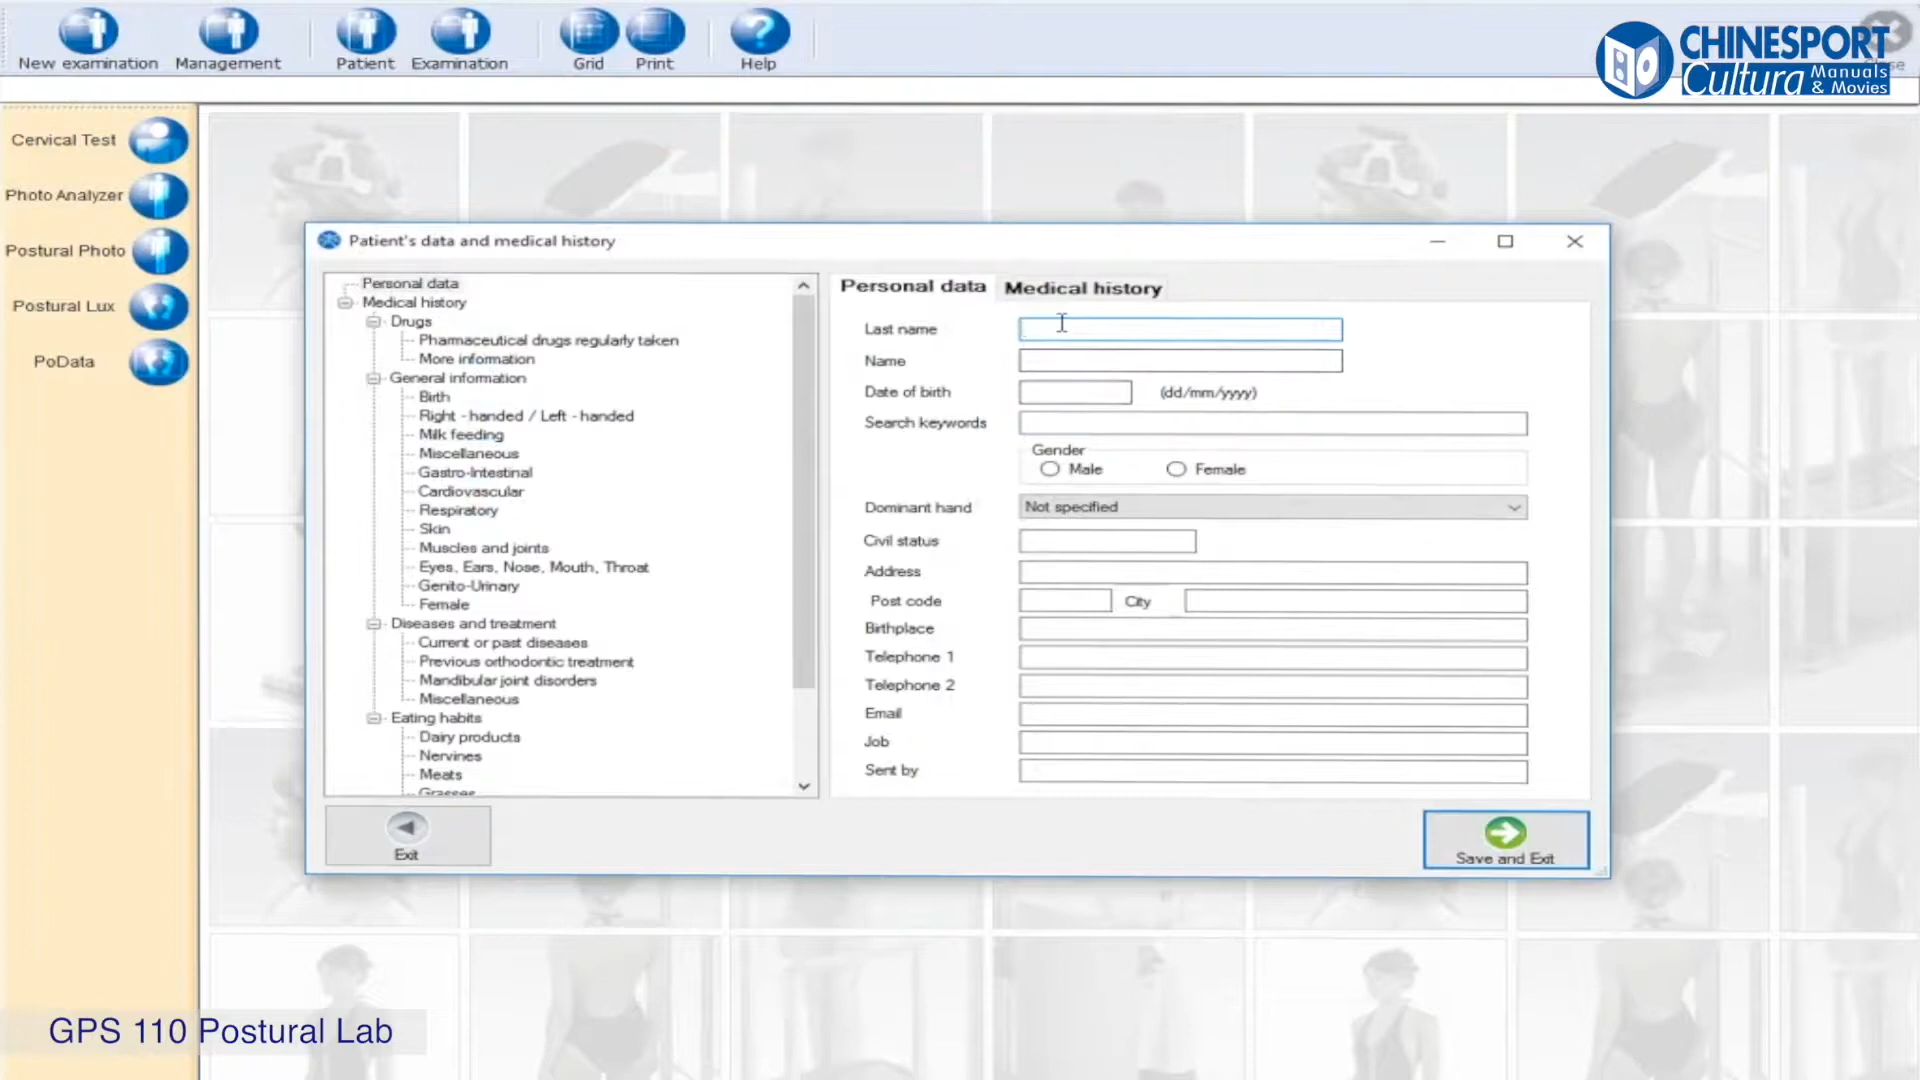 New examination
Management
Patient
Examination
Grid
Print
Help
CHINESPORT
Cultura Manuals & Movies
Cervical Test
Photo Analyzer
Postural Photo
Postural Lux
PoData
Patient's data and medical history
Personal data
Medical history
Drugs
Pharmaceutical drugs regularly taken
More information
General information
Birth
Right - handed / Left - handed
Milk feeding
Miscellaneous
Gastro-Intestinal
Cardiovascular
Respiratory
Skin
Muscles and joints
Eyes, Ears, Nose, Mouth, Throat
Genito-Urinary
Female
Diseases and treatment
Current or past diseases
Previous orthodontic treatment
Mandibular joint disorders
Miscellaneous
Eating habits
Dairy products
Nervines
Meats
Grasses
Personal data
Medical history
Last name
Name
Date of birth (dd/mm/yyyy)
Search keywords
Gender
Male Female
Dominant hand Not specified
Civil status
Address
Post code City
Birthplace
Telephone 1
Telephone 2
Email
Job
Sent by
Exit
Save and Exit
GPS 110 Postural Lab